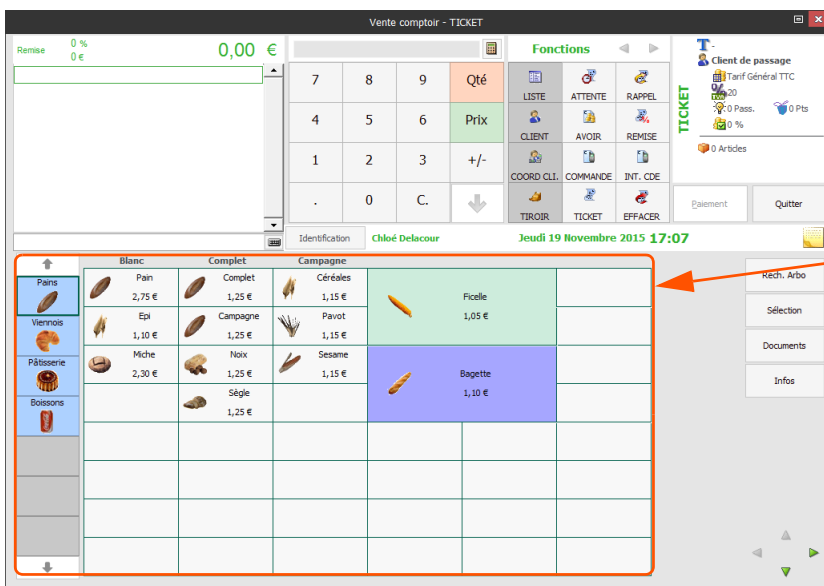 Vente comptoir - TICKET
Remise
0 %
0 €
0,00 €
7 8 9 Qté
4 5 6 Prix
1 2 3 +/-
. 0 C.
Fonctions
LISTE ATTENTE RAPPEL
CLIENT AVOIR REMISE
COORD CLI. COMMANDE INT. CDE
TIROIR TICKET EFFACER
TICKET
T -
Client de passage
Tarif Général TTC
20
0 Pass. 0 Pts
0 %
0 Articles
Paiement Quitter
Identification Chloé Delacour Jeudi 19 Novembre 2015 17:07
Pains
Viennois
Pâtisserie
Boissons
Blanc Complet Campagne
Pain Complet Céréales
2,75 € 1,25 € 1,15 €
Epi Campagne Pavot
1,10 € 1,25 € 1,15 €
Miche Noix Sesame
2,30 € 1,25 € 1,15 €
Sègle
1,25 €
Ficelle
1,05 €
Bagette
1,10 €
Rech. Arbo
Sélection
Documents
Infos